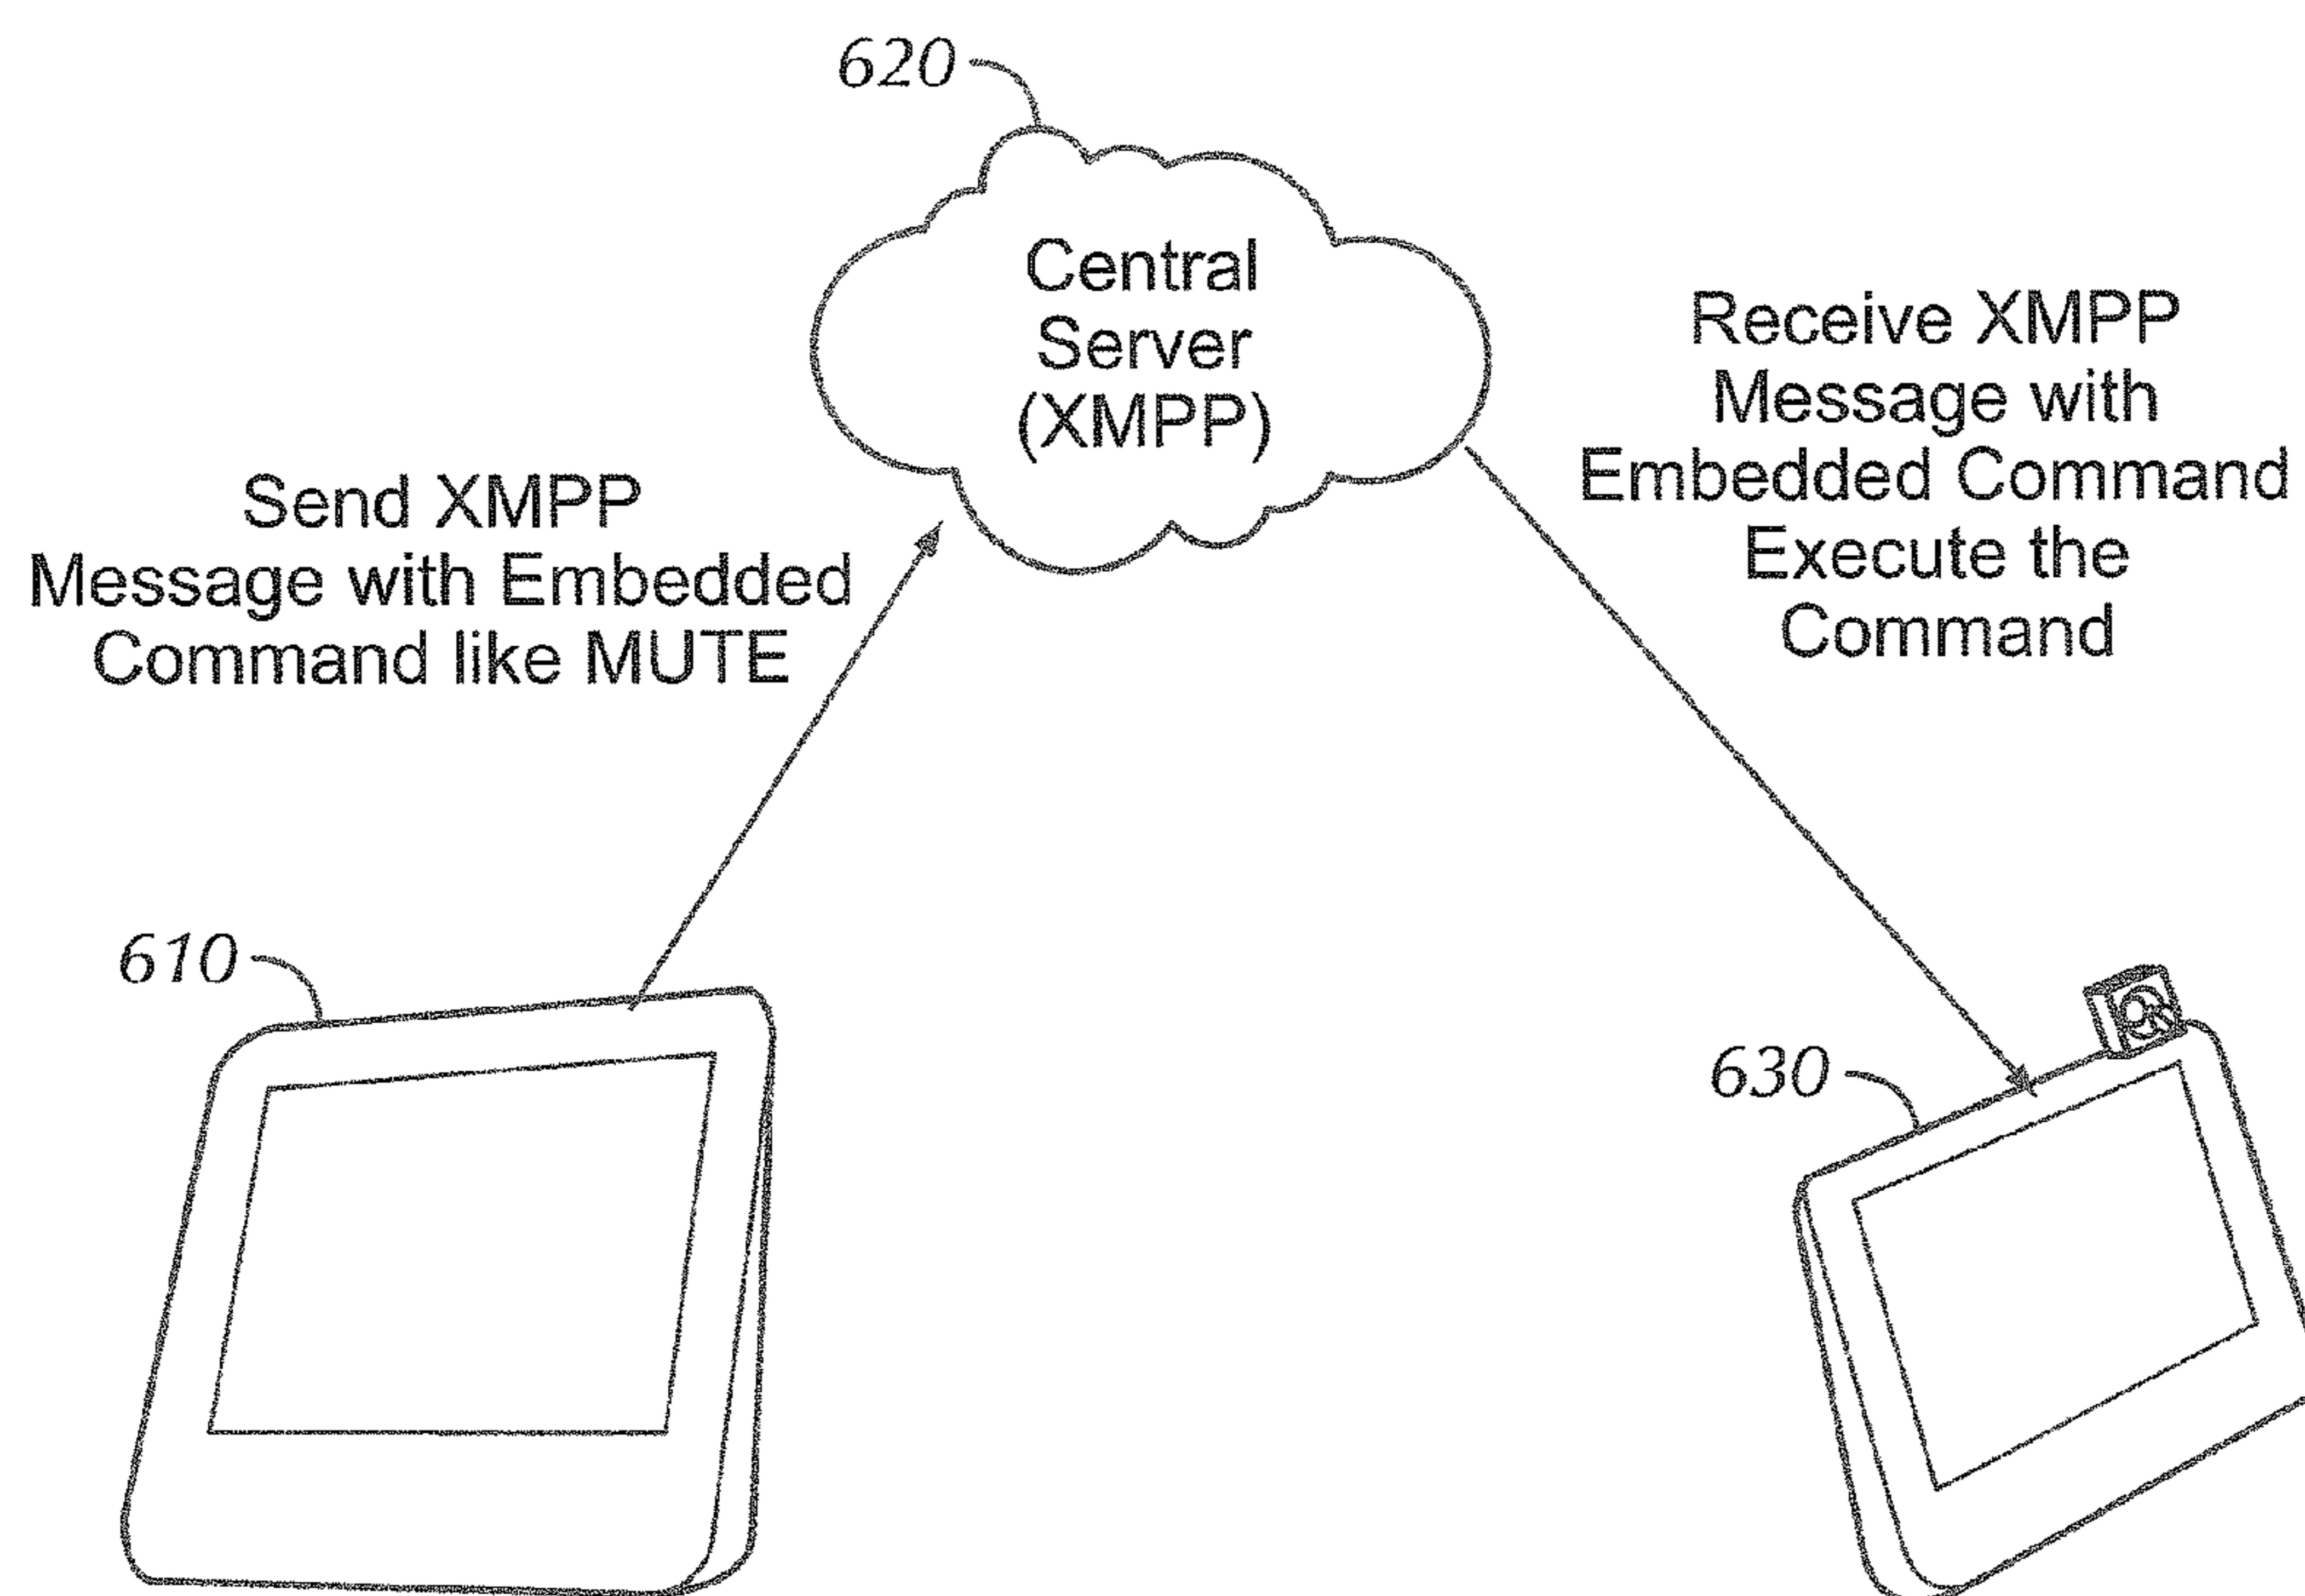 620
Central
Server
(XMPP)
Receive XMPP
Message with
Embedded Command
Execute the
Command
Send XMPP
Message with Embedded
Command like MUTE
610
630